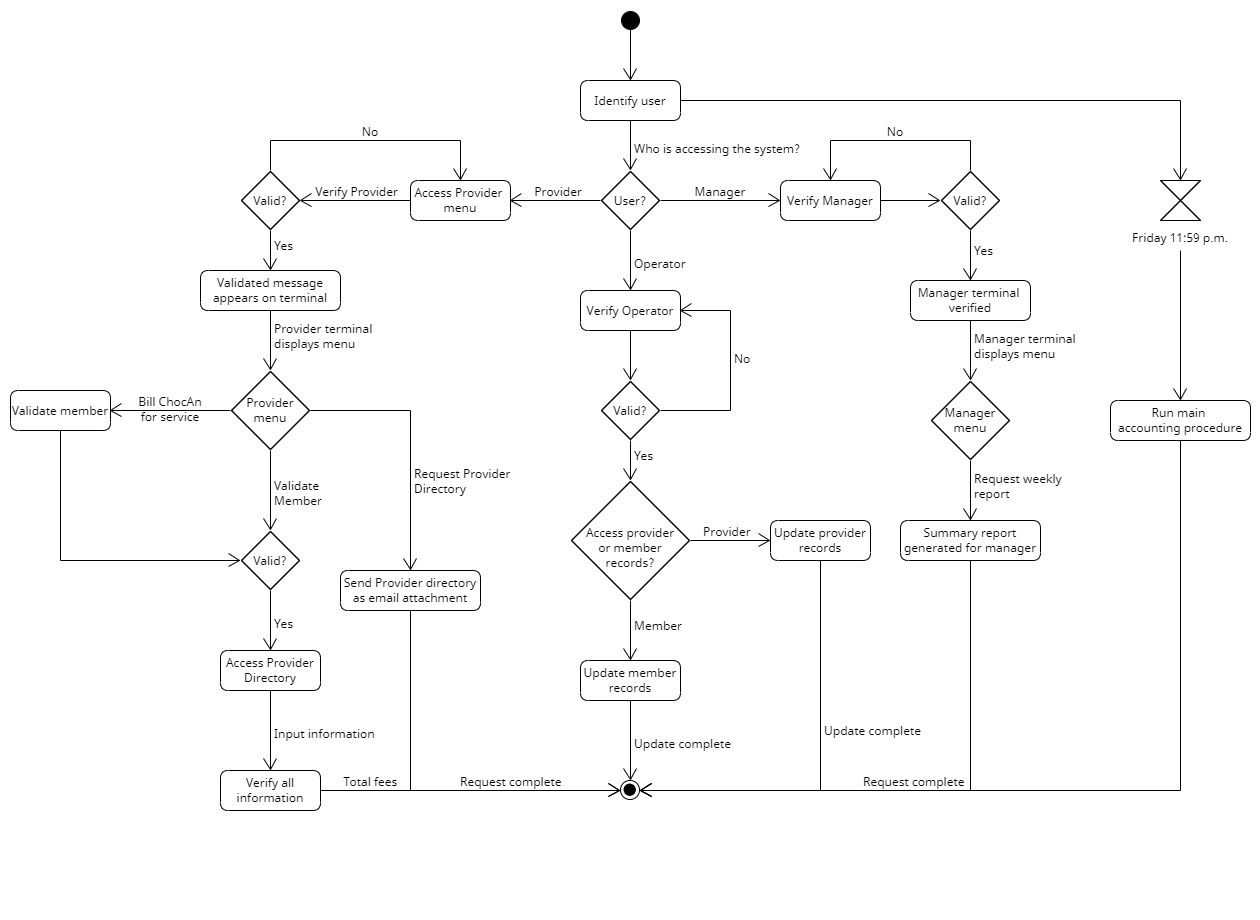 Identify user
No
No
Who is accessing the system?
Valid?
Verify Provider
Access Provider
menu
Provider
User?
Manager
Verify Manager
Valid?
Friday 11:59 p.m.
Yes
Yes
Operator
Validated message
appears on terminal
Verify Operator
Manager terminal
verified
Provider terminal
displays menu
No
Manager terminal
displays menu
Validate member
Bill ChocAn
for service
Provider
menu
Valid?
Manager
menu
Run main
accounting procedure
Yes
Request Provider
Directory
Request weekly
report
Validate
Member
Access provider
or member
records?
Provider
Update provider
records
Summary report
generated for manager
Valid?
Send Provider directory
as email attachment
Yes
Member
Access Provider
Directory
Update member
records
Input information
Update complete
Update complete
Verify all
information
Total fees
Request complete
Request complete